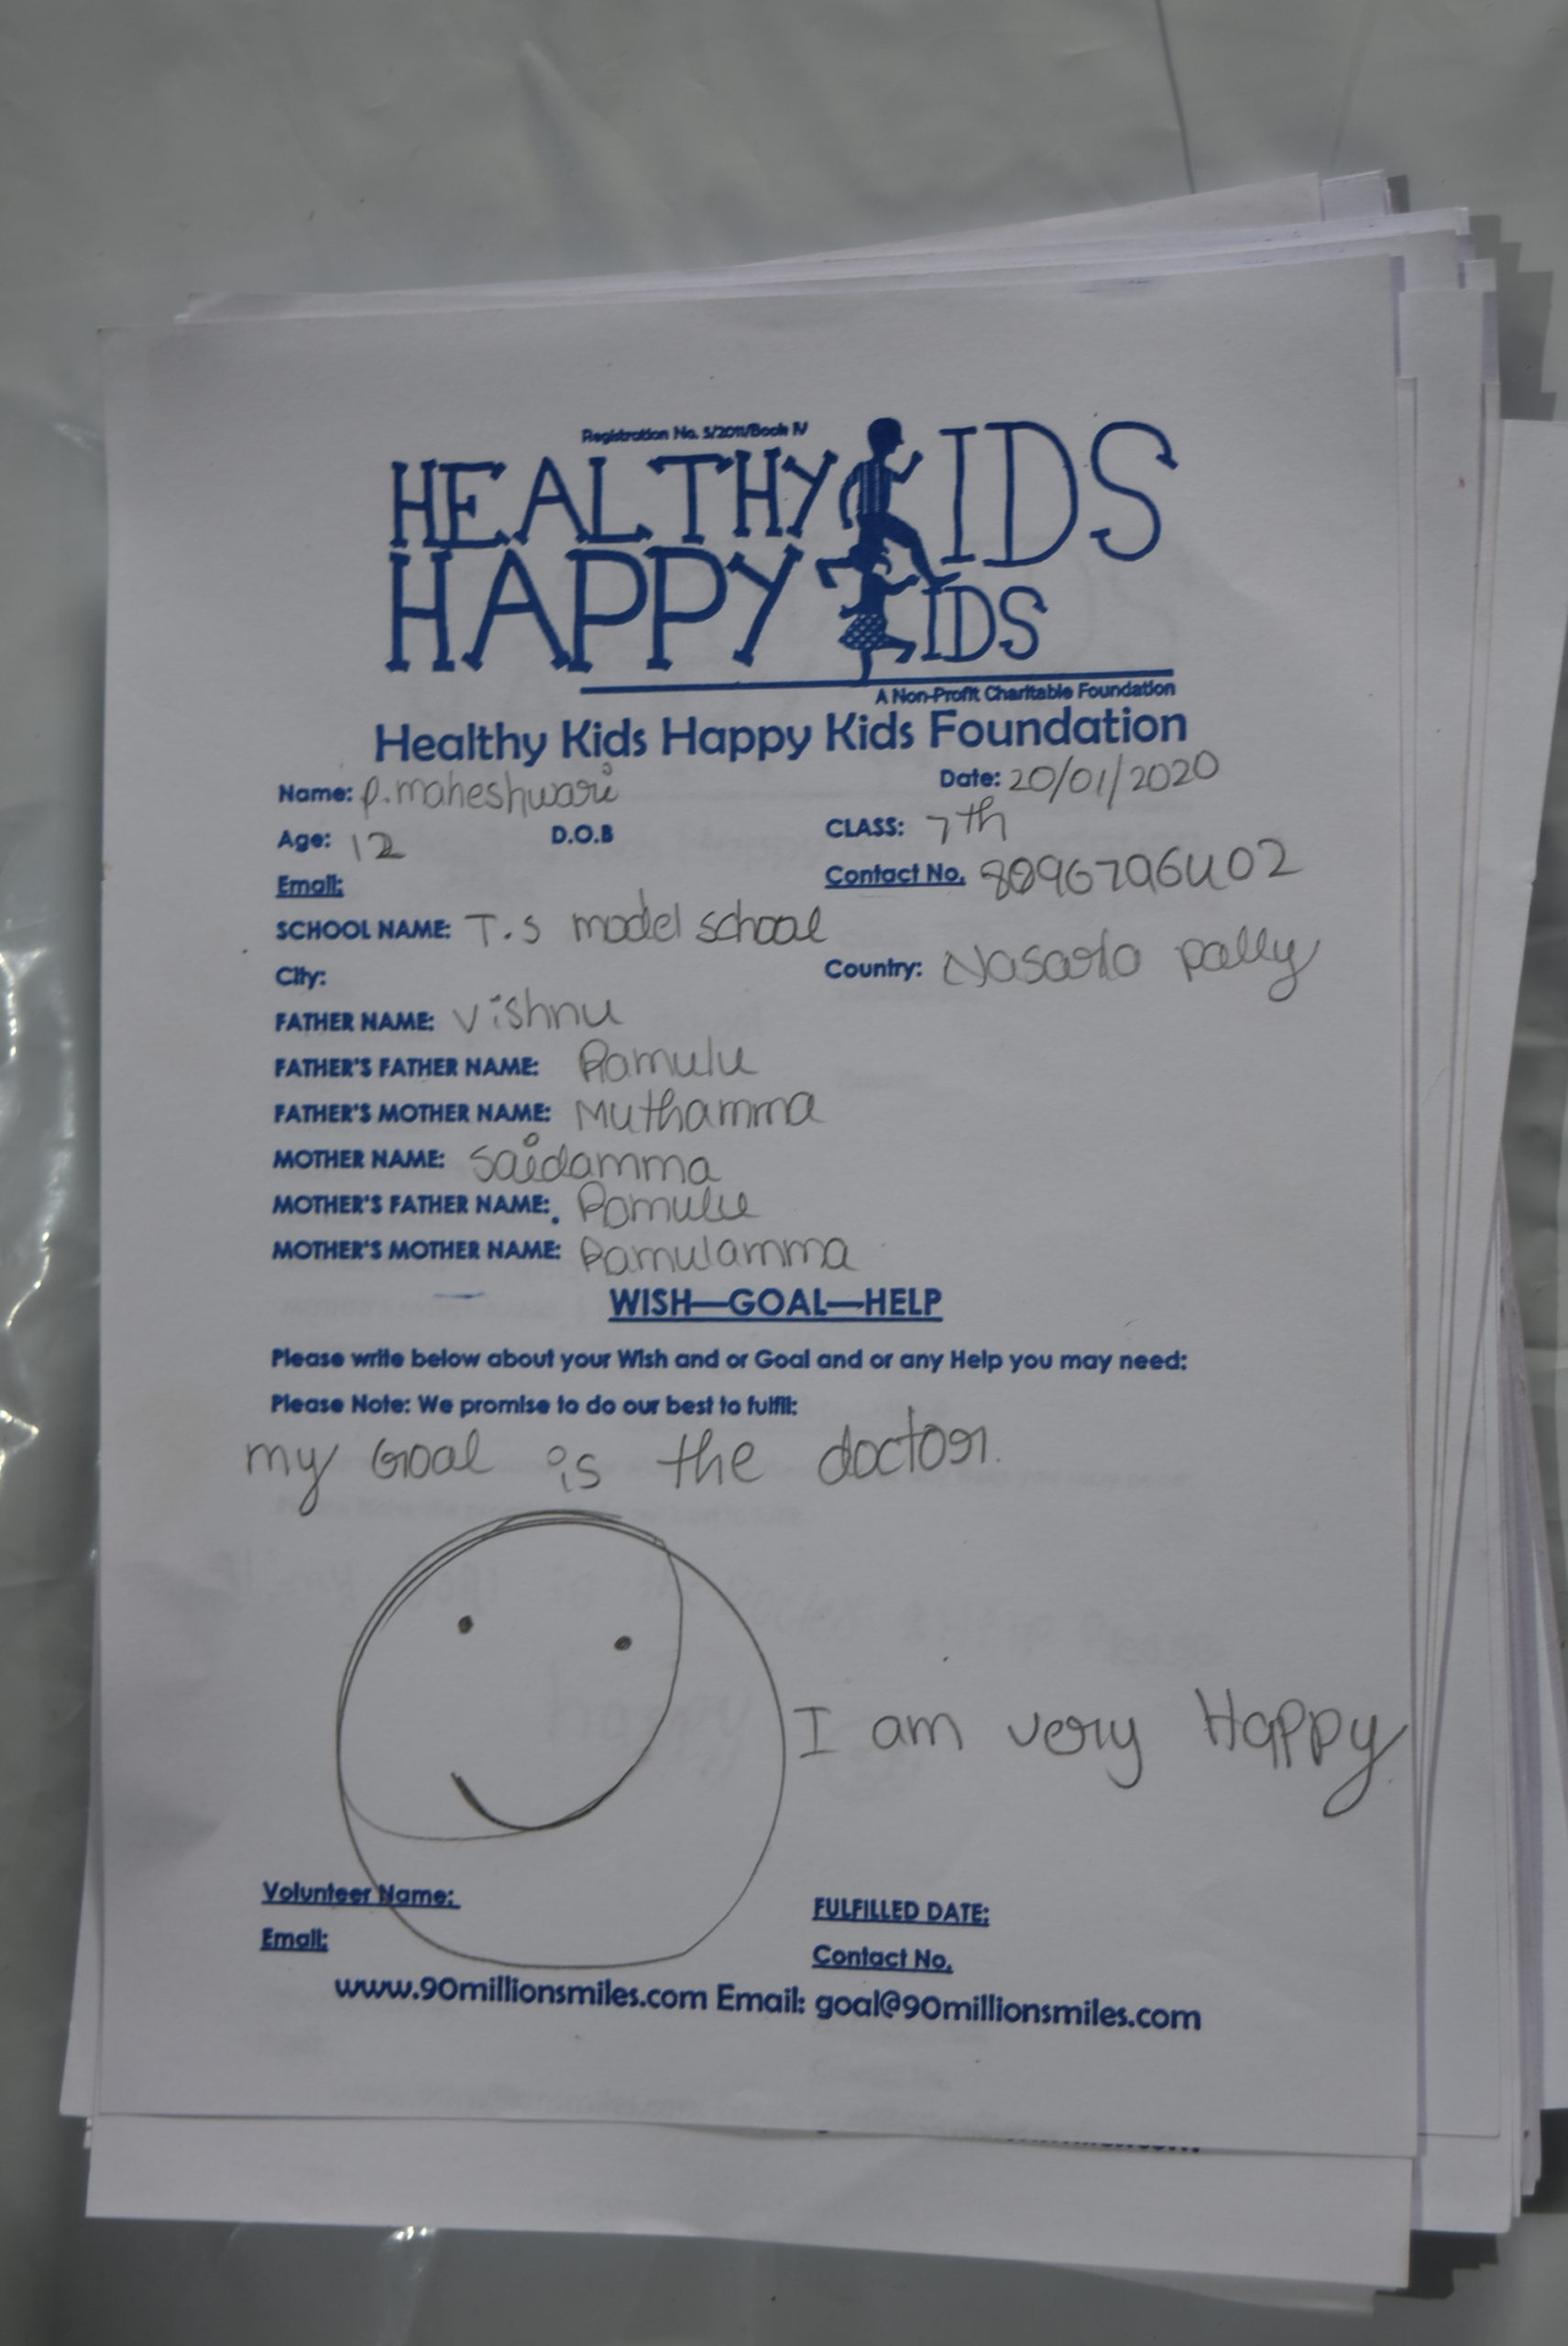 Registration No. 5/2011/Book IV
HEALTHY KIDS
HAPPY KIDS
A Non-Profit Charitable Foundation
Healthy Kids Happy Kids Foundation
Name: p.maheshwari Date: 20/01/2020
Age: 12 D.O.B CLASS: 7th
Email: Contact No. 8096796402
SCHOOL NAME: T.S model school
City: Country: Nasarla pally
FATHER NAME: Vishnu
FATHER'S FATHER NAME: Ramulu
FATHER'S MOTHER NAME: Muthamma
MOTHER NAME: Saidamma
MOTHER'S FATHER NAME: Ramulu
MOTHER'S MOTHER NAME: Ramulamma
WISH—GOAL—HELP
Please write below about your Wish and or Goal and or any Help you may need:
Please Note: We promise to do our best to fulfil:
my Goal is the doctor.
I am very Happy
Volunteer Name: FULFILLED DATE:
Email: Contact No.
www.90millionsmiles.com Email: goal@90millionsmiles.com